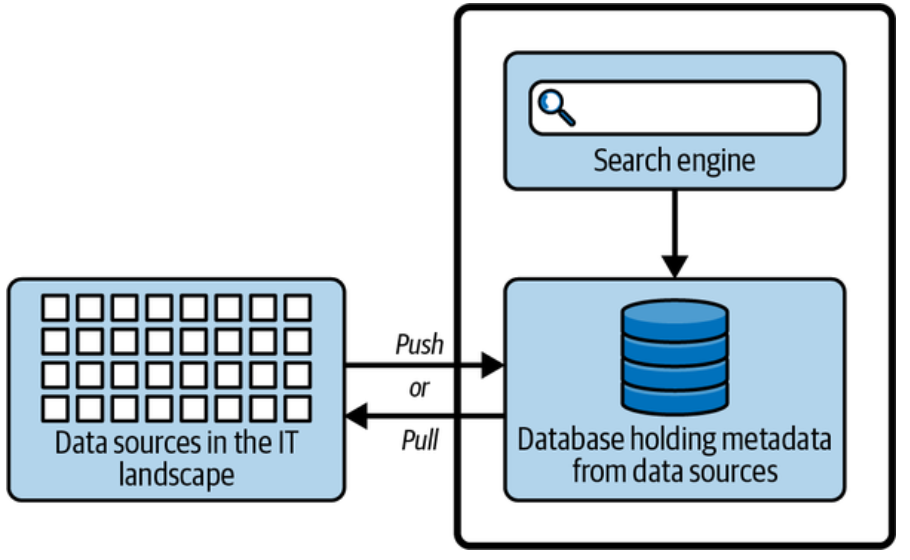 Search engine
Push
or
Pull
Data sources in the IT
landscape
Database holding metadata
from data sources